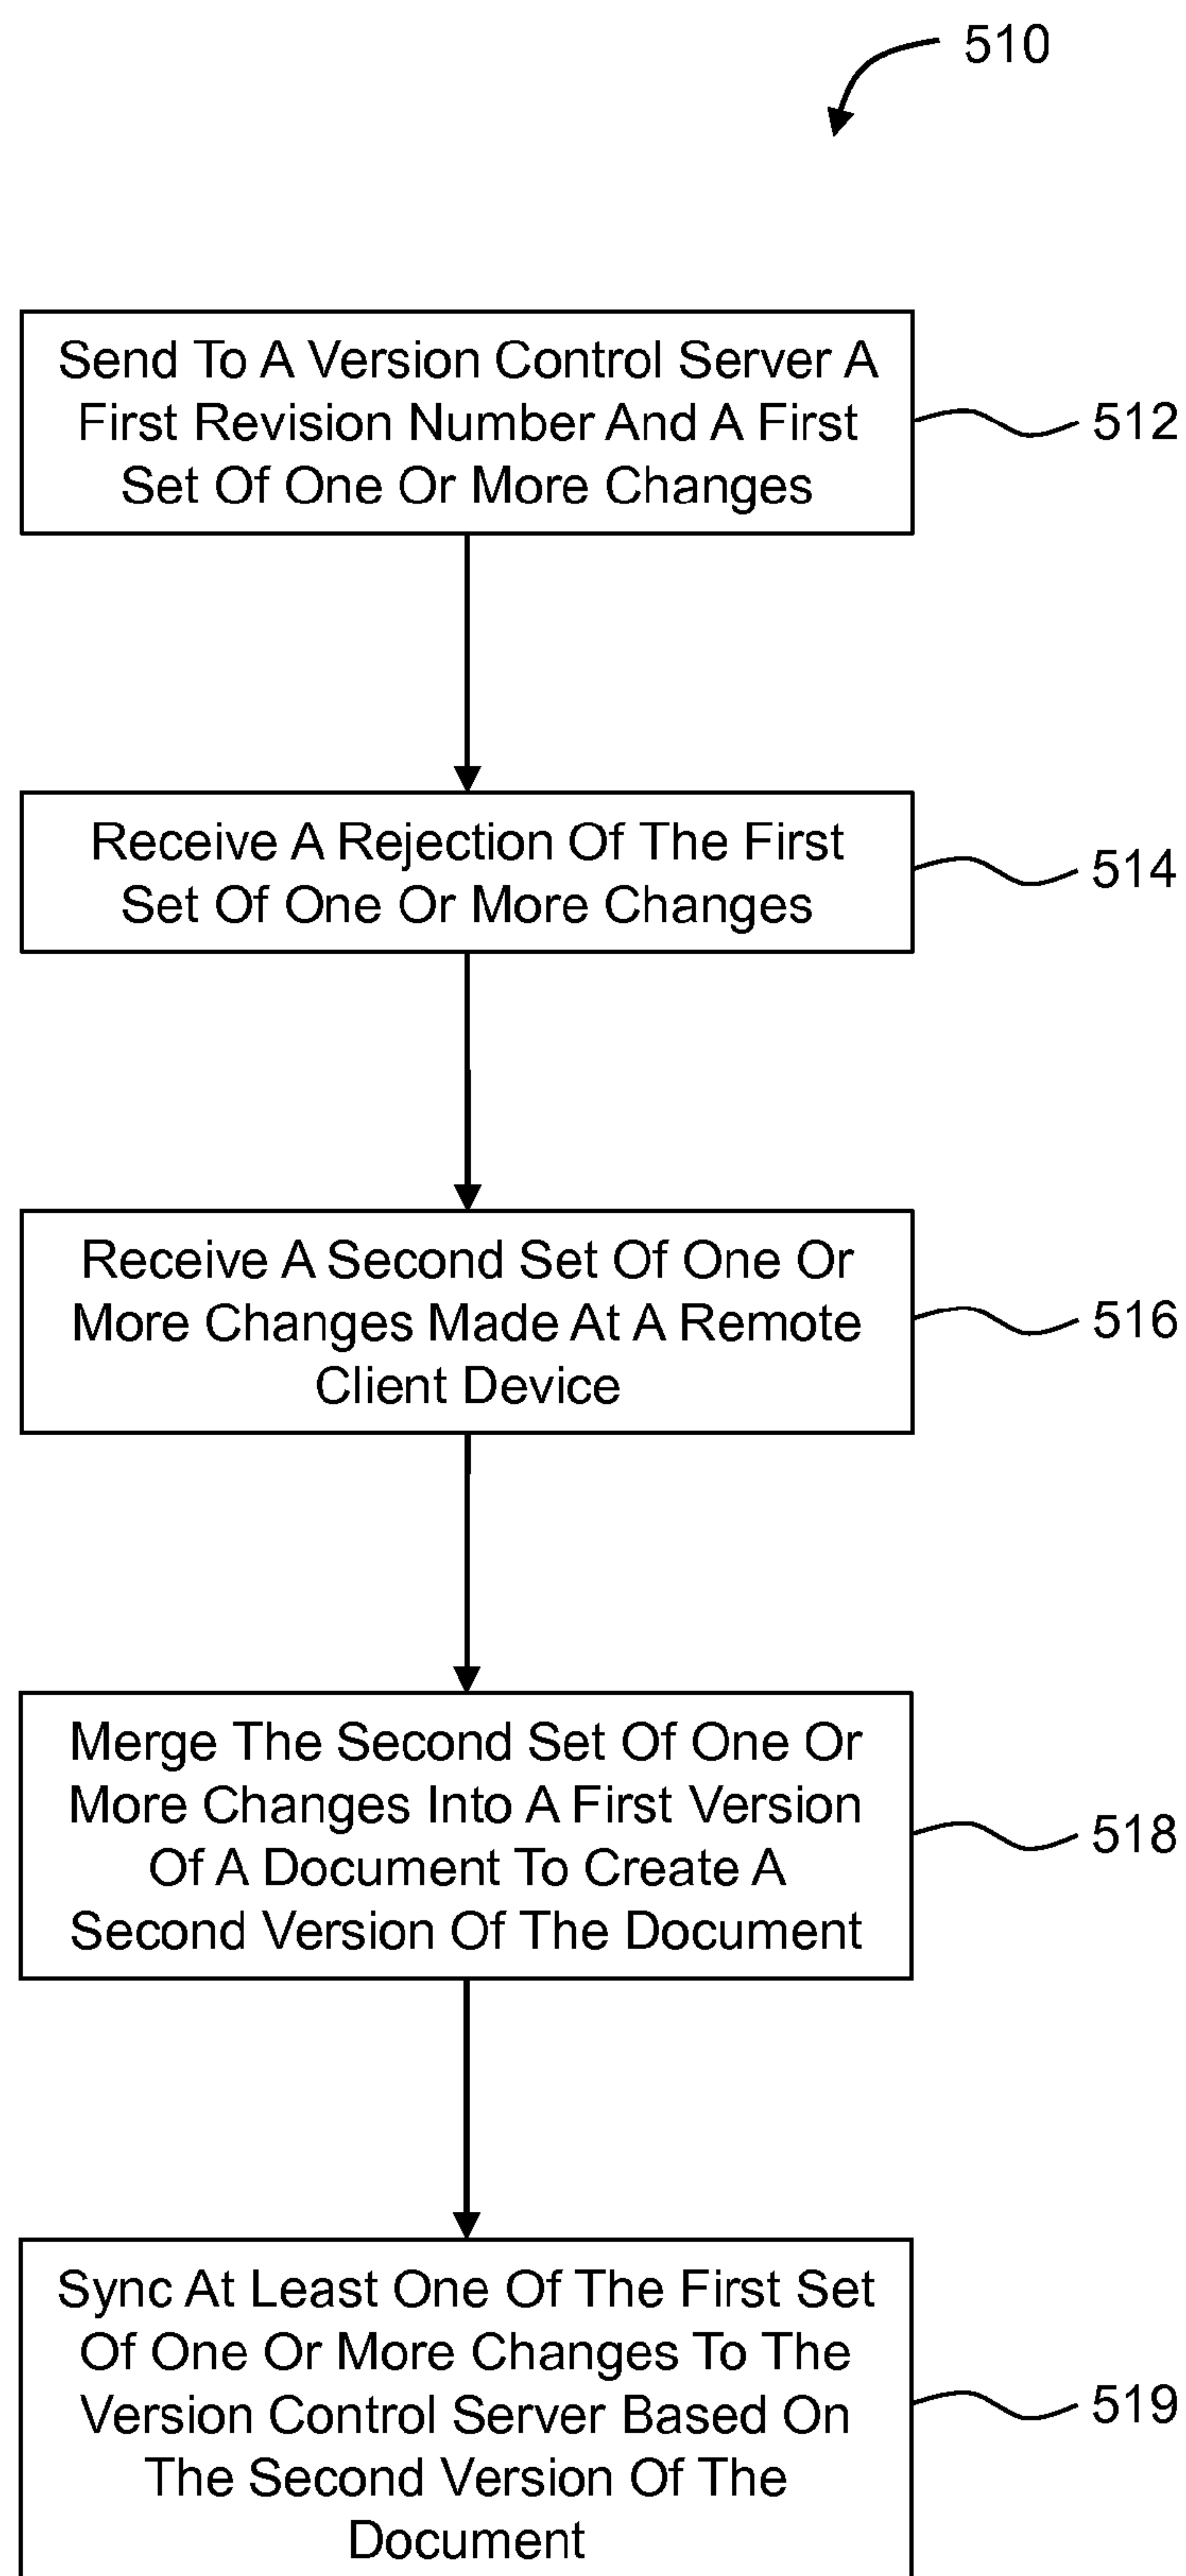 510
Send To A Version Control Server A
First Revision Number And A First
Set Of One Or More Changes
512
Receive A Rejection Of The First
Set Of One Or More Changes
514
Receive A Second Set Of One Or
More Changes Made At A Remote
Client Device
516
Merge The Second Set Of One Or
More Changes Into A First Version
Of A Document To Create A
Second Version Of The Document
518
Sync At Least One Of The First Set
Of One Or More Changes To The
Version Control Server Based On
The Second Version Of The
Document
519